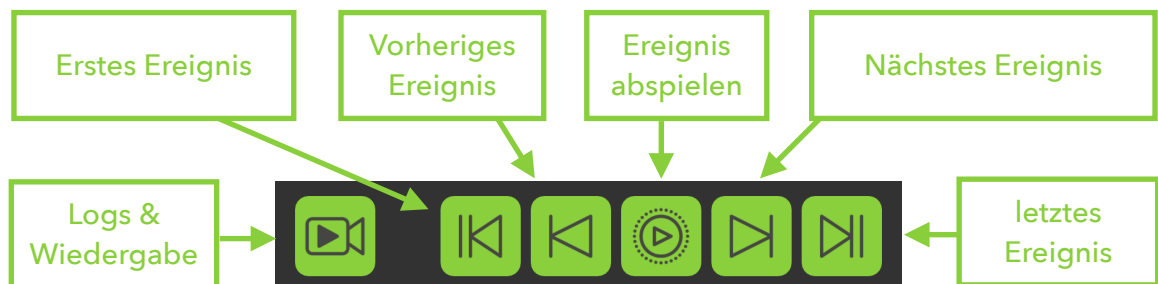 Erstes Ereignis
Vorheriges
Ereignis
Ereignis
abspielen
Nächstes Ereignis
Logs &
Wiedergabe
letztes
Ereignis